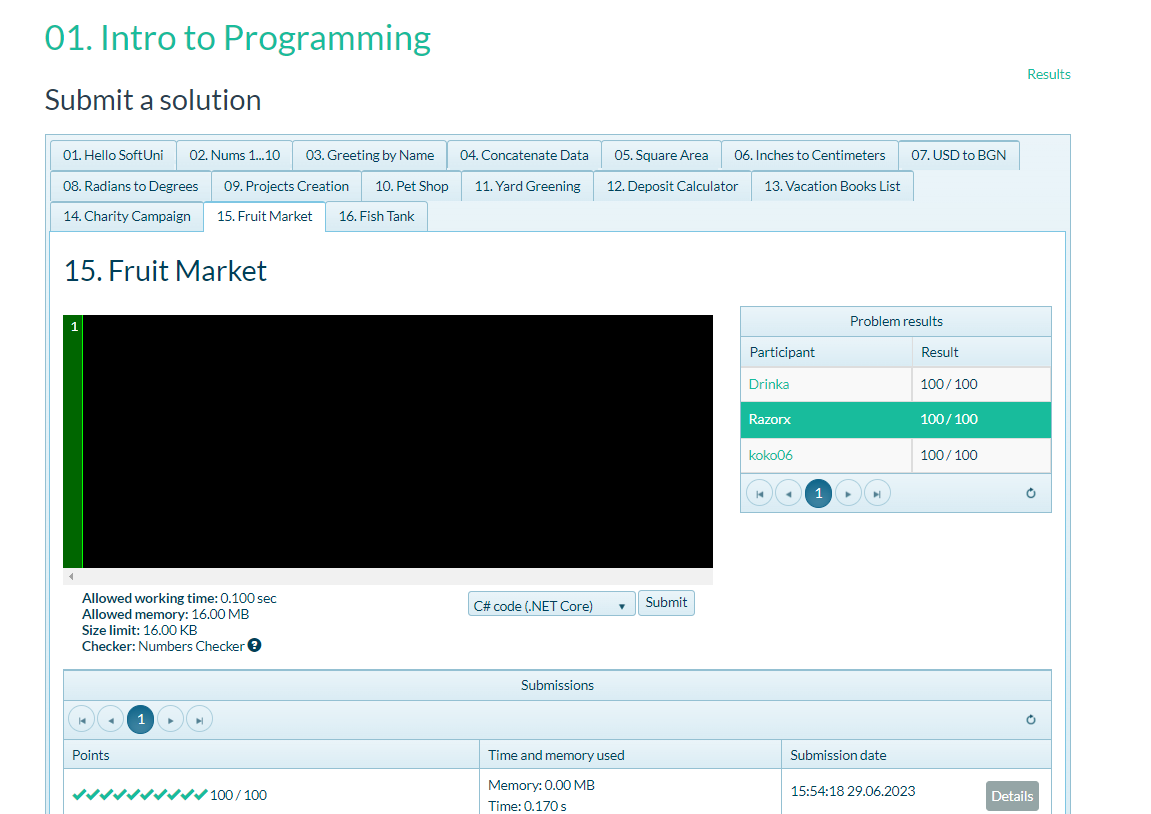 01. Intro to Programming
Results
Submit a solution
01. Hello SoftUni 02. Nums 1...10 03. Greeting by Name 04. Concatenate Data 05. Square Area 06. Inches to Centimeters 07. USD to BGN
08. Radians to Degrees 09. Projects Creation 10. Pet Shop 11. Yard Greening 12. Deposit Calculator 13. Vacation Books List
14. Charity Campaign 15. Fruit Market 16. Fish Tank
15. Fruit Market
1
Problem results
Participant Result
Drinka 100 / 100
Razorx 100 / 100
koko06 100 / 100
1
Allowed working time: 0.100 sec
Allowed memory: 16.00 MB
Size limit: 16.00 KB
Checker: Numbers Checker ?
C# code (.NET Core) Submit
Submissions
1
Points Time and memory used Submission date
100 / 100 Memory: 0.00 MB 15:54:18 29.06.2023 Details
Time: 0.170 s